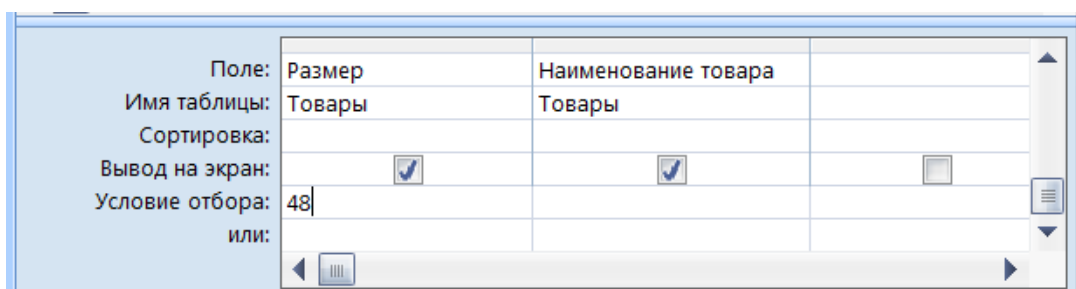 Поле: Размер Наименование товара
Имя таблицы: Товары Товары
Сортировка:
Вывод на экран:
Условие отбора: 48
или: